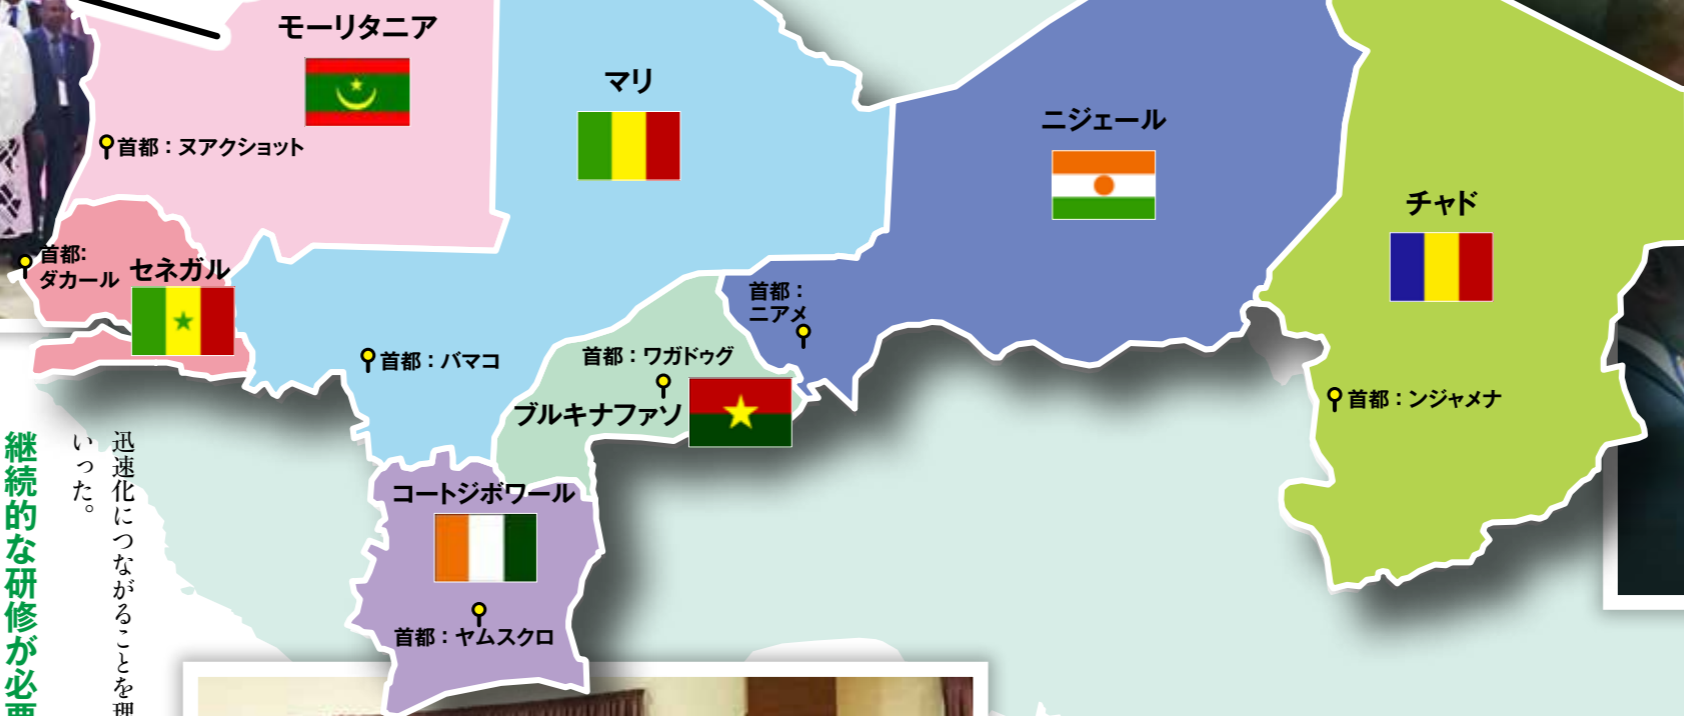 モーリタニア
首都：ヌアクショット
マリ
ニジェール
チャド
首都：
ダカール
セネガル
首都：バマコ
首都：
ニアメ
首都：ワガドゥグ
ブルキナファソ
首都：ンジャメナ
コートジボワール
首都：ヤムスクロ
迅速化につながることを理
いった。
継続的な研修が必要